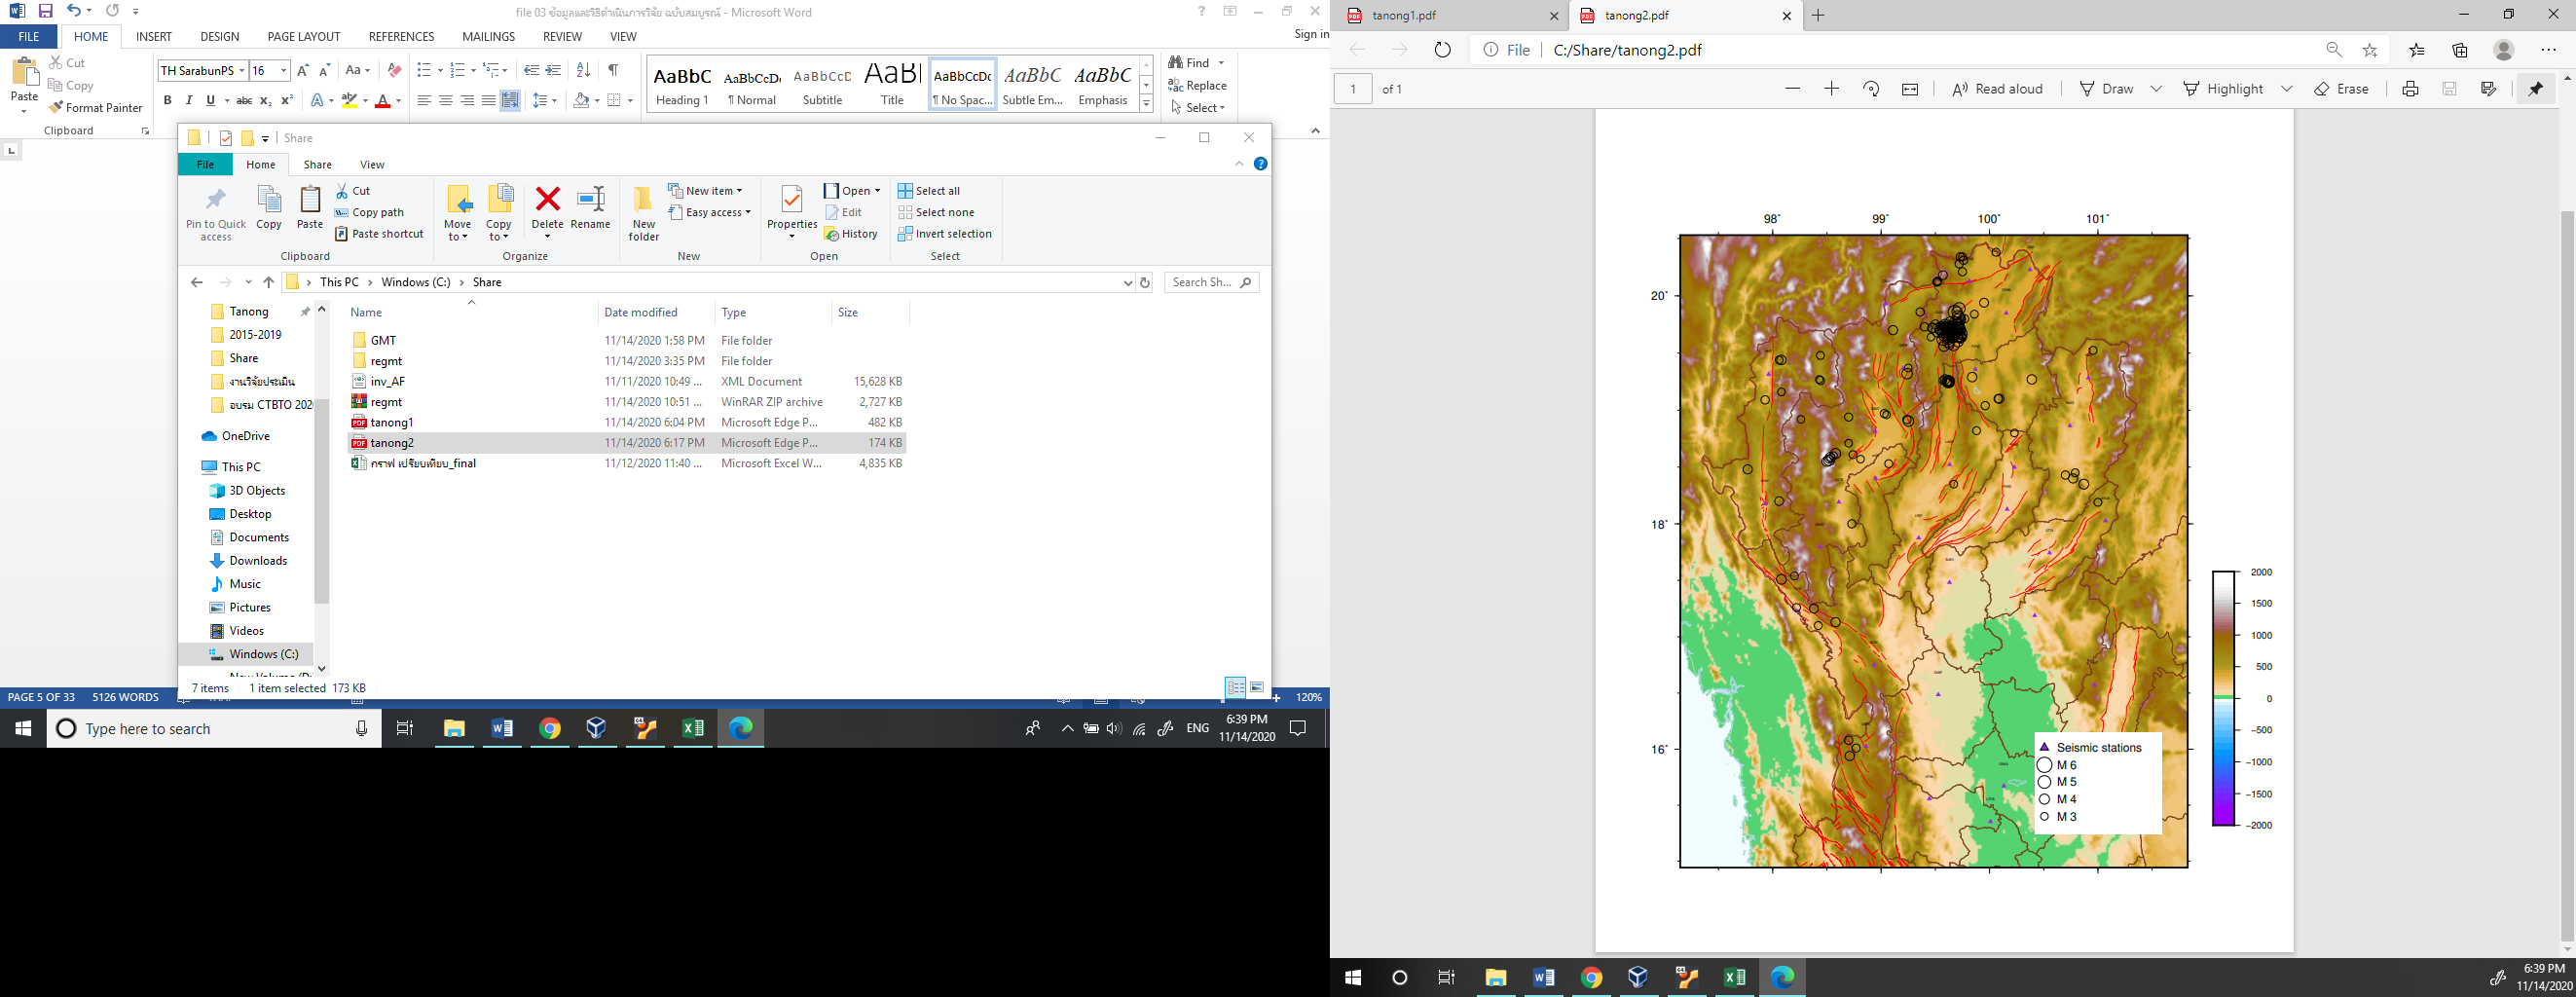 file 03 ข้อมูลและวิธีดำเนินการวิจัย ฉบับสมบูรณ์ - Microsoft Word
FILE HOME INSERT DESIGN PAGE LAYOUT REFERENCES MAILINGS REVIEW VIEW Sign in
Cut
Copy
Format Painter
Paste
Clipboard
TH SarabunPS 16
AaBbC Heading 1
AaBbCcDc ¶ Normal
AaBbCcD Subtitle
AaBl Title
AaBbCcDc ¶ No Spac...
AaBbC Subtle Em...
AaBbC Emphasis
Find
Replace
Select
Share
File Home Share View
Pin to Quick access
Copy
Paste
Cut
Copy path
Paste shortcut
Clipboard
Move to
Copy to
Delete
Rename
Organize
New folder
New item
Easy access
New
Properties
Open
Edit
History
Open
Select all
Select none
Invert selection
Select
This PC > Windows (C:) > Share
Search Sh...
Tanong
2015-2019
Share
งานวิจัยประเมิน
อบรม CTBTO 202
OneDrive
This PC
3D Objects
Desktop
Documents
Downloads
Music
Pictures
Videos
Windows (C:)
Name Date modified Type Size
GMT 11/14/2020 1:58 PM File folder
regmt 11/14/2020 3:35 PM File folder
inv_AF 11/11/2020 10:49 ... XML Document 15,628 KB
regmt 11/14/2020 10:51 ... WinRAR ZIP archive 2,727 KB
tanong1 11/14/2020 6:04 PM Microsoft Edge P... 482 KB
tanong2 11/14/2020 6:17 PM Microsoft Edge P... 174 KB
กราฟ เปรียบเทียบ_final 11/12/2020 11:40 ... Microsoft Excel W... 4,835 KB
7 items 1 item selected 173 KB
PAGE 5 OF 33 5126 WORDS 120%
Type here to search
ENG
6:39 PM
11/14/2020
tanong1.pdf
tanong2.pdf
File C:/Share/tanong2.pdf
1 of 1
Read aloud
Draw
Highlight
Erase
98° 99° 100° 101°
20°
18°
16°
Seismic stations
M 6
M 5
M 4
M 3
2000
1500
1000
500
0
−500
−1000
−1500
−2000
6:39 PM
11/14/2020